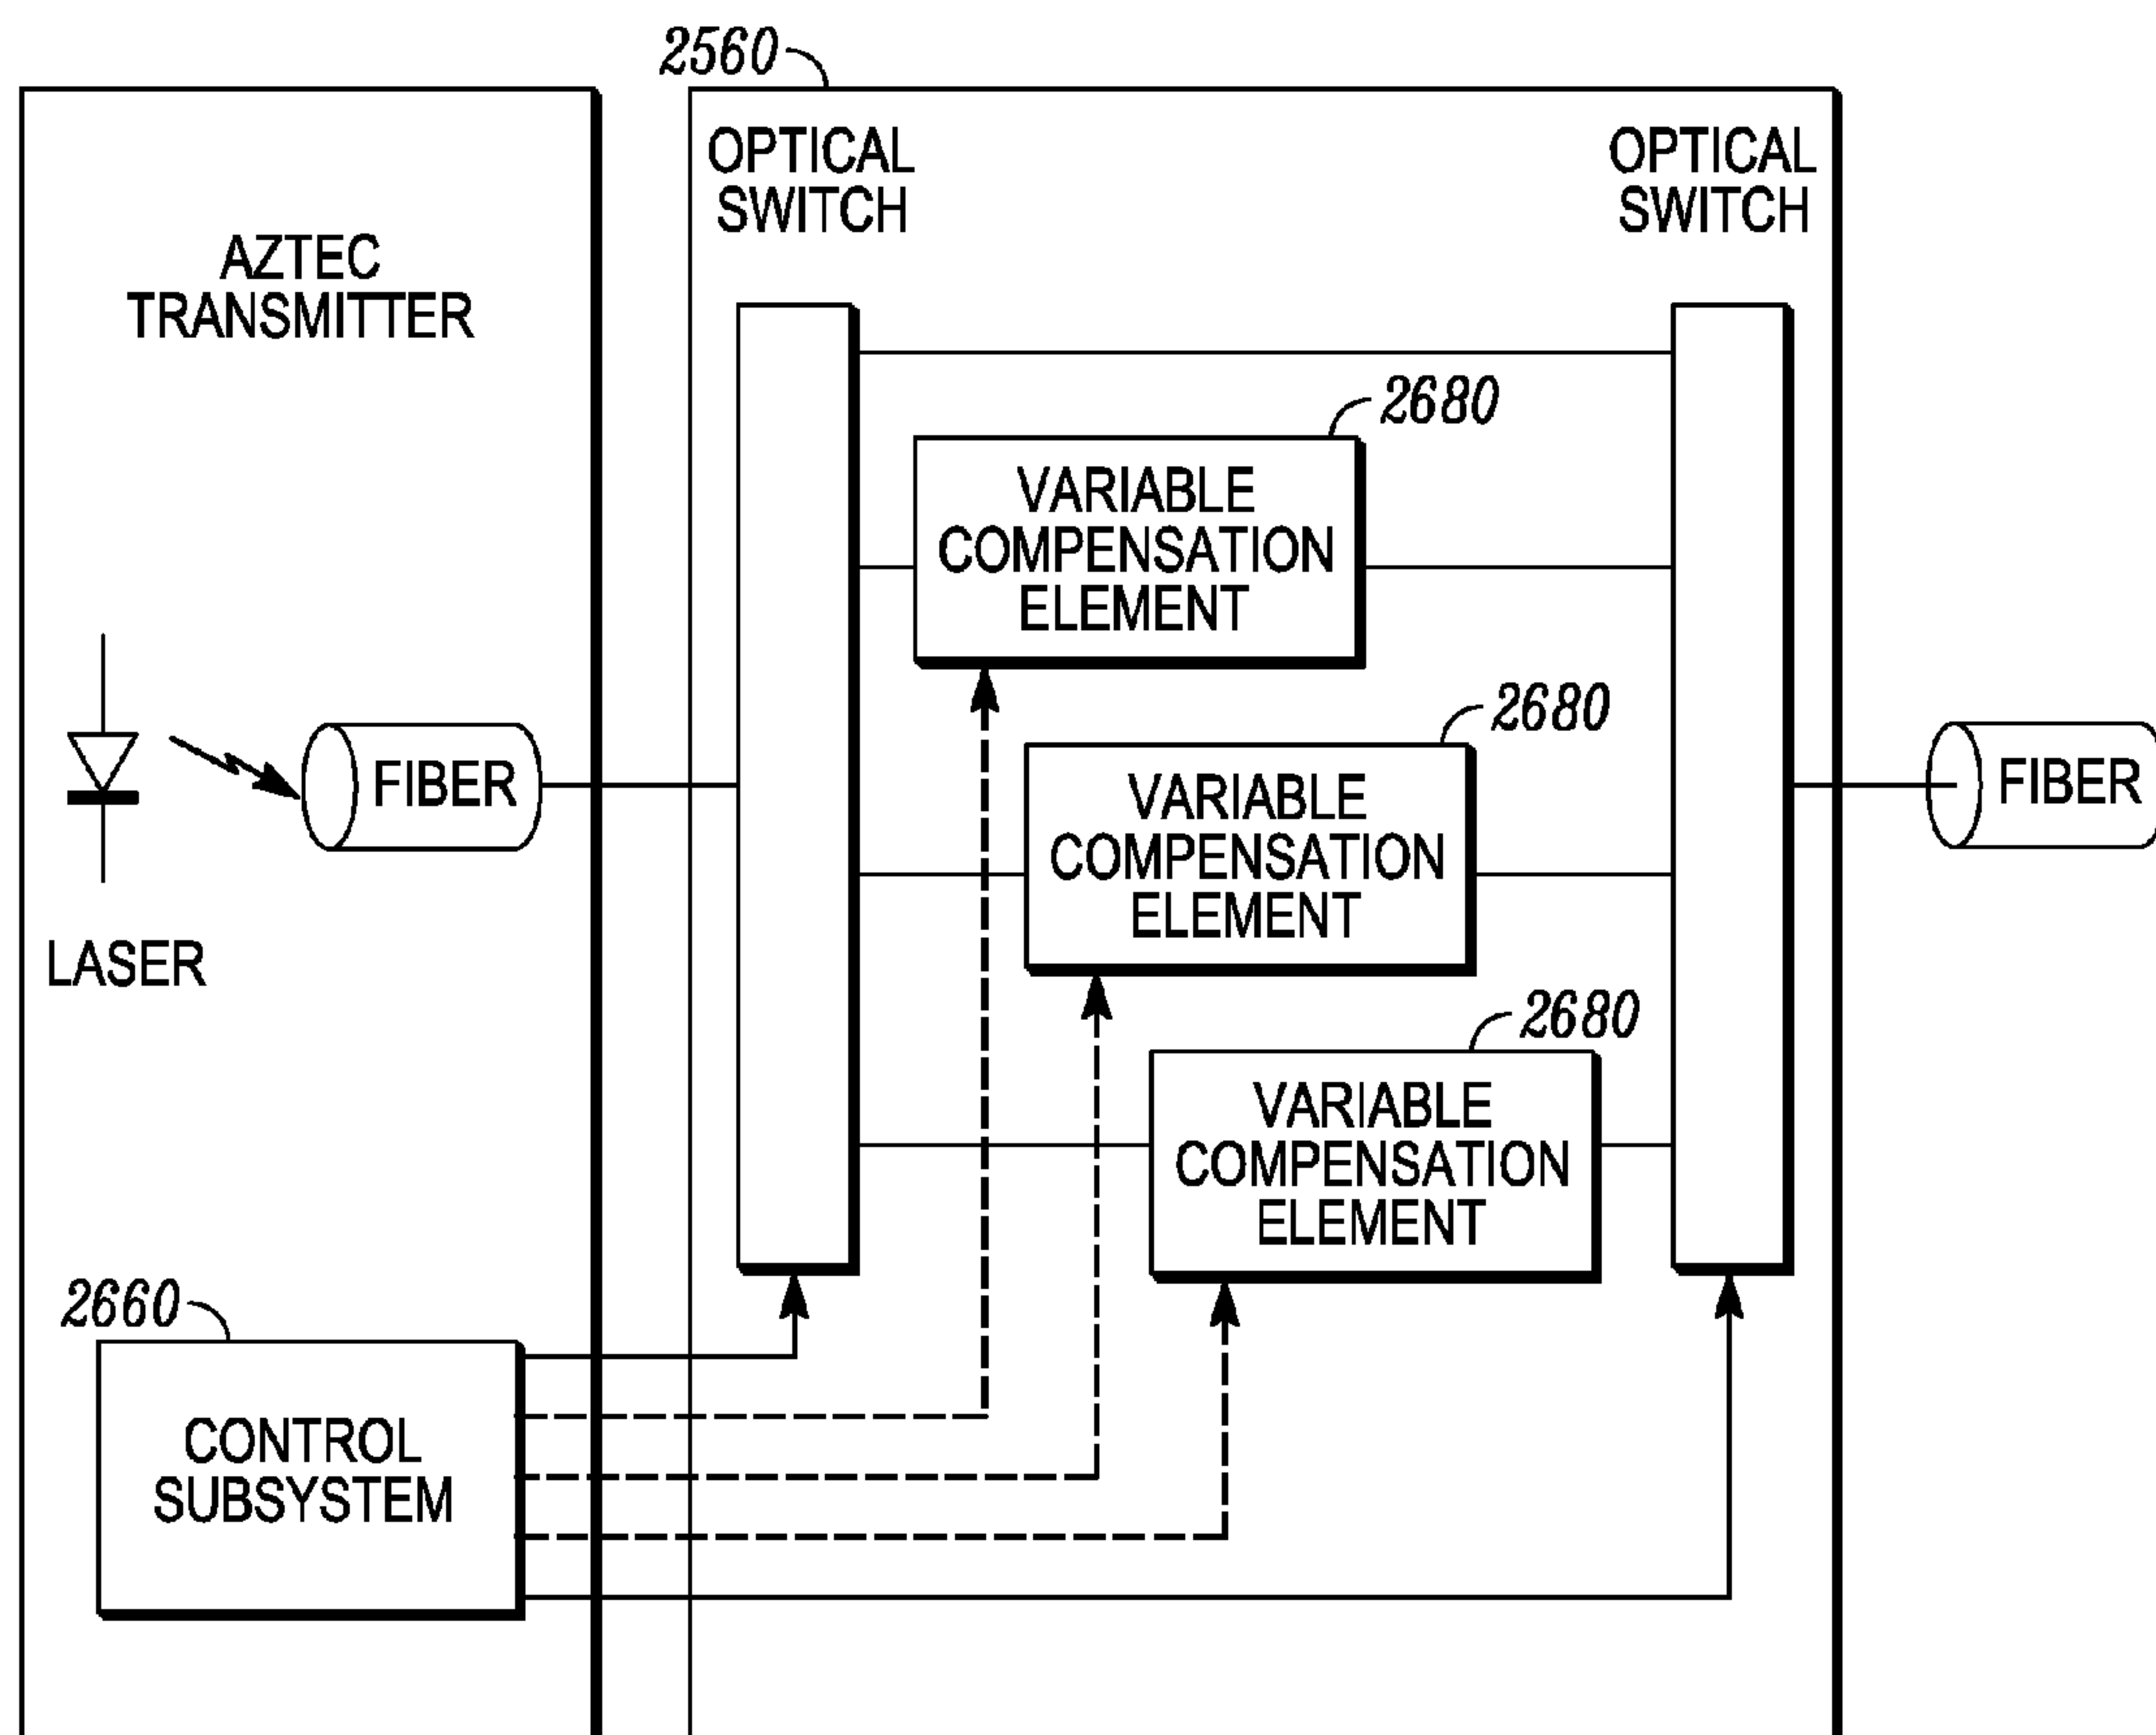 2560
OPTICAL
SWITCH
OPTICAL
SWITCH
AZTEC
TRANSMITTER
2680
VARIABLE
COMPENSATION
ELEMENT
2680
VARIABLE
COMPENSATION
ELEMENT
FIBER
FIBER
LASER
2680
VARIABLE
COMPENSATION
ELEMENT
2660
CONTROL
SUBSYSTEM